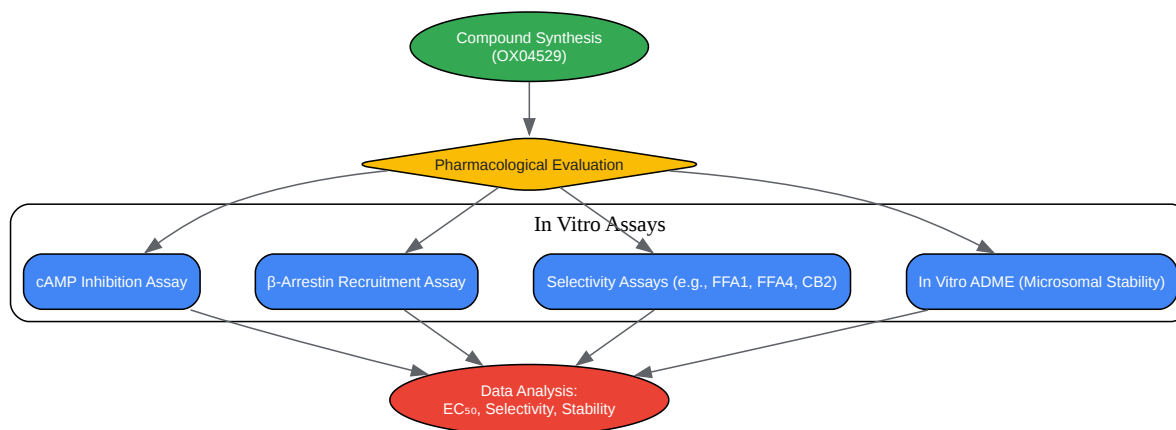 Compound Synthesis
(OX04529)
Pharmacological Evaluation
In Vitro Assays
cAMP Inhibition Assay
β-Arrestin Recruitment Assay
Selectivity Assays (e.g., FFA1, FFA4, CB2)
In Vitro ADME (Microsomal Stability)
Data Analysis:
EC₅₀, Selectivity, Stability